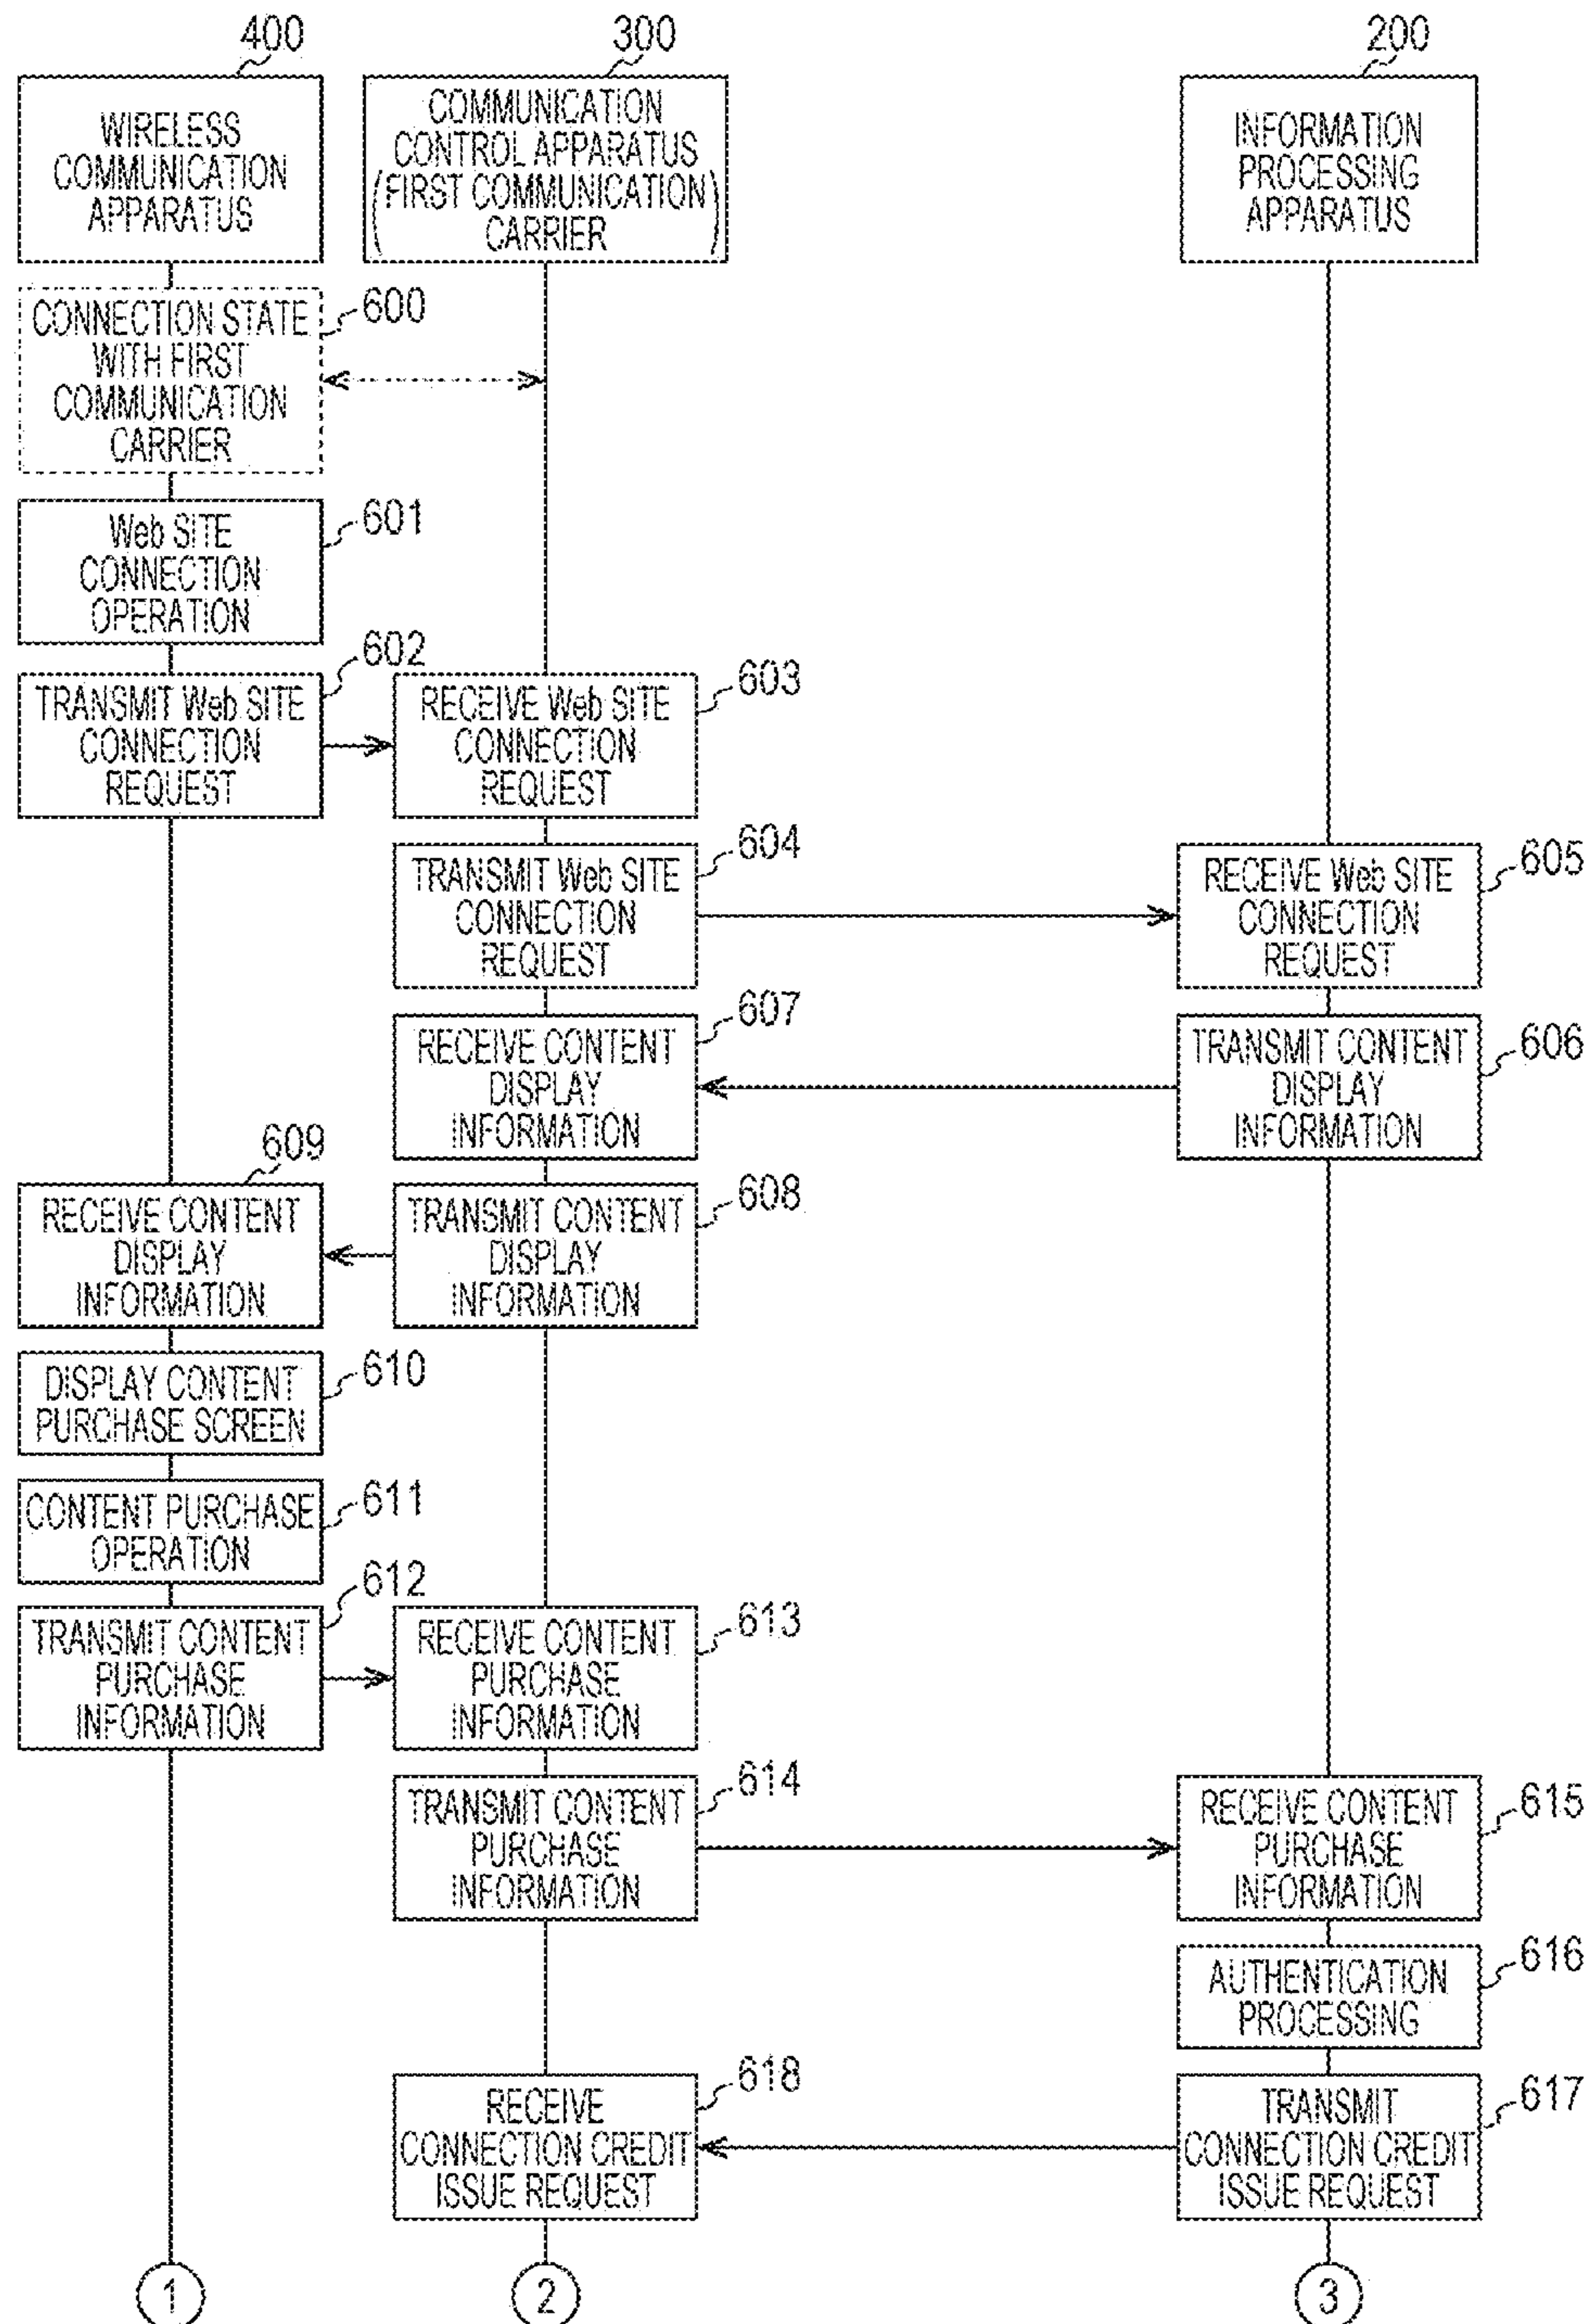 400
300
200
WIRELESS
COMMUNICATION
APPARATUS
COMMUNICATION
CONTROL APPARATUS
(FIRST COMMUNICATION
CARRIER)
INFORMATION
PROCESSING
APPARATUS
CONNECTION STATE
WITH FIRST
COMMUNICATION
CARRIER
600
Web SITE
CONNECTION
OPERATION
601
TRANSMIT Web SITE
CONNECTION
REQUEST
602
RECEIVE Web SITE
CONNECTION
REQUEST
603
TRANSMIT Web SITE
CONNECTION
REQUEST
604
RECEIVE Web SITE
CONNECTION
REQUEST
605
RECEIVE CONTENT
DISPLAY
INFORMATION
607
TRANSMIT CONTENT
DISPLAY
INFORMATION
606
RECEIVE CONTENT
DISPLAY
INFORMATION
609
TRANSMIT CONTENT
DISPLAY
INFORMATION
608
DISPLAY CONTENT
PURCHASE SCREEN
610
CONTENT PURCHASE
OPERATION
611
TRANSMIT CONTENT
PURCHASE
INFORMATION
612
RECEIVE CONTENT
PURCHASE
INFORMATION
613
TRANSMIT CONTENT
PURCHASE
INFORMATION
614
RECEIVE CONTENT
PURCHASE
INFORMATION
615
AUTHENTICATION
PROCESSING
616
RECEIVE
CONNECTION CREDIT
ISSUE REQUEST
618
TRANSMIT
CONNECTION CREDIT
ISSUE REQUEST
617
1
2
3